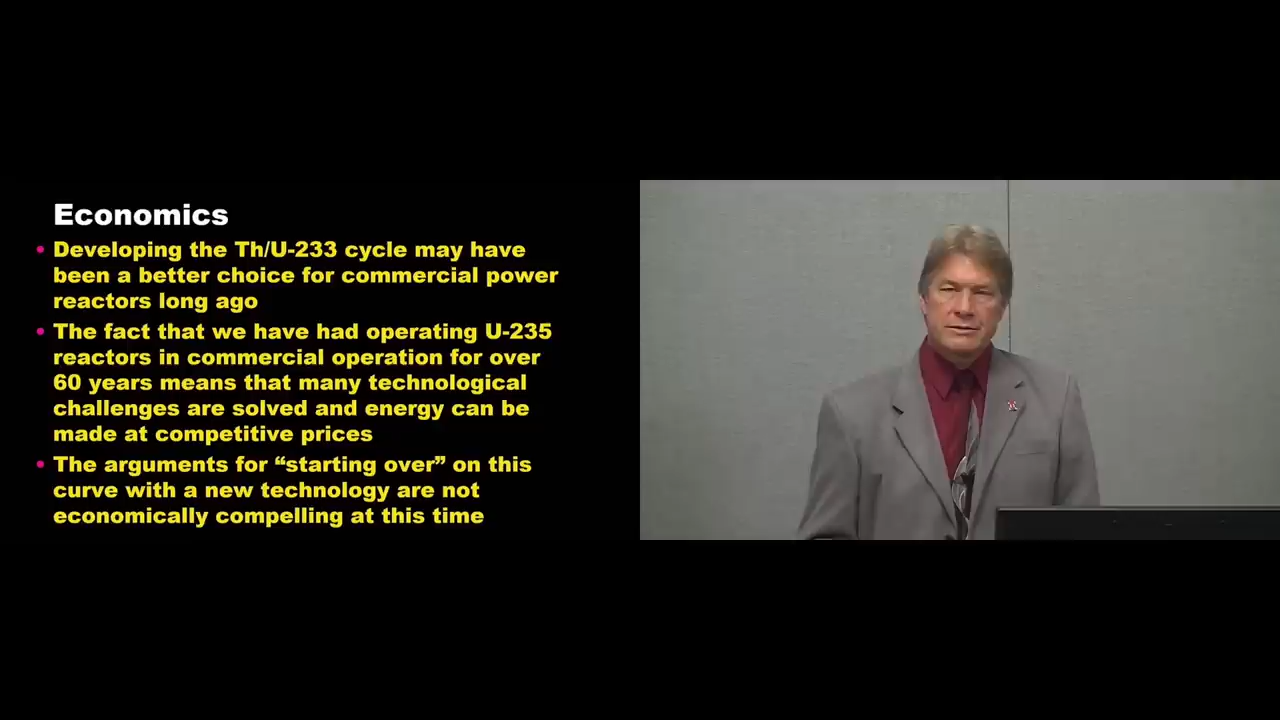 Economics
• Developing the Th/U-233 cycle may have
been a better choice for commercial power
reactors long ago
• The fact that we have had operating U-235
reactors in commercial operation for over
60 years means that many technological
challenges are solved and energy can be
made at competitive prices
• The arguments for “starting over” on this
curve with a new technology are not
economically compelling at this time